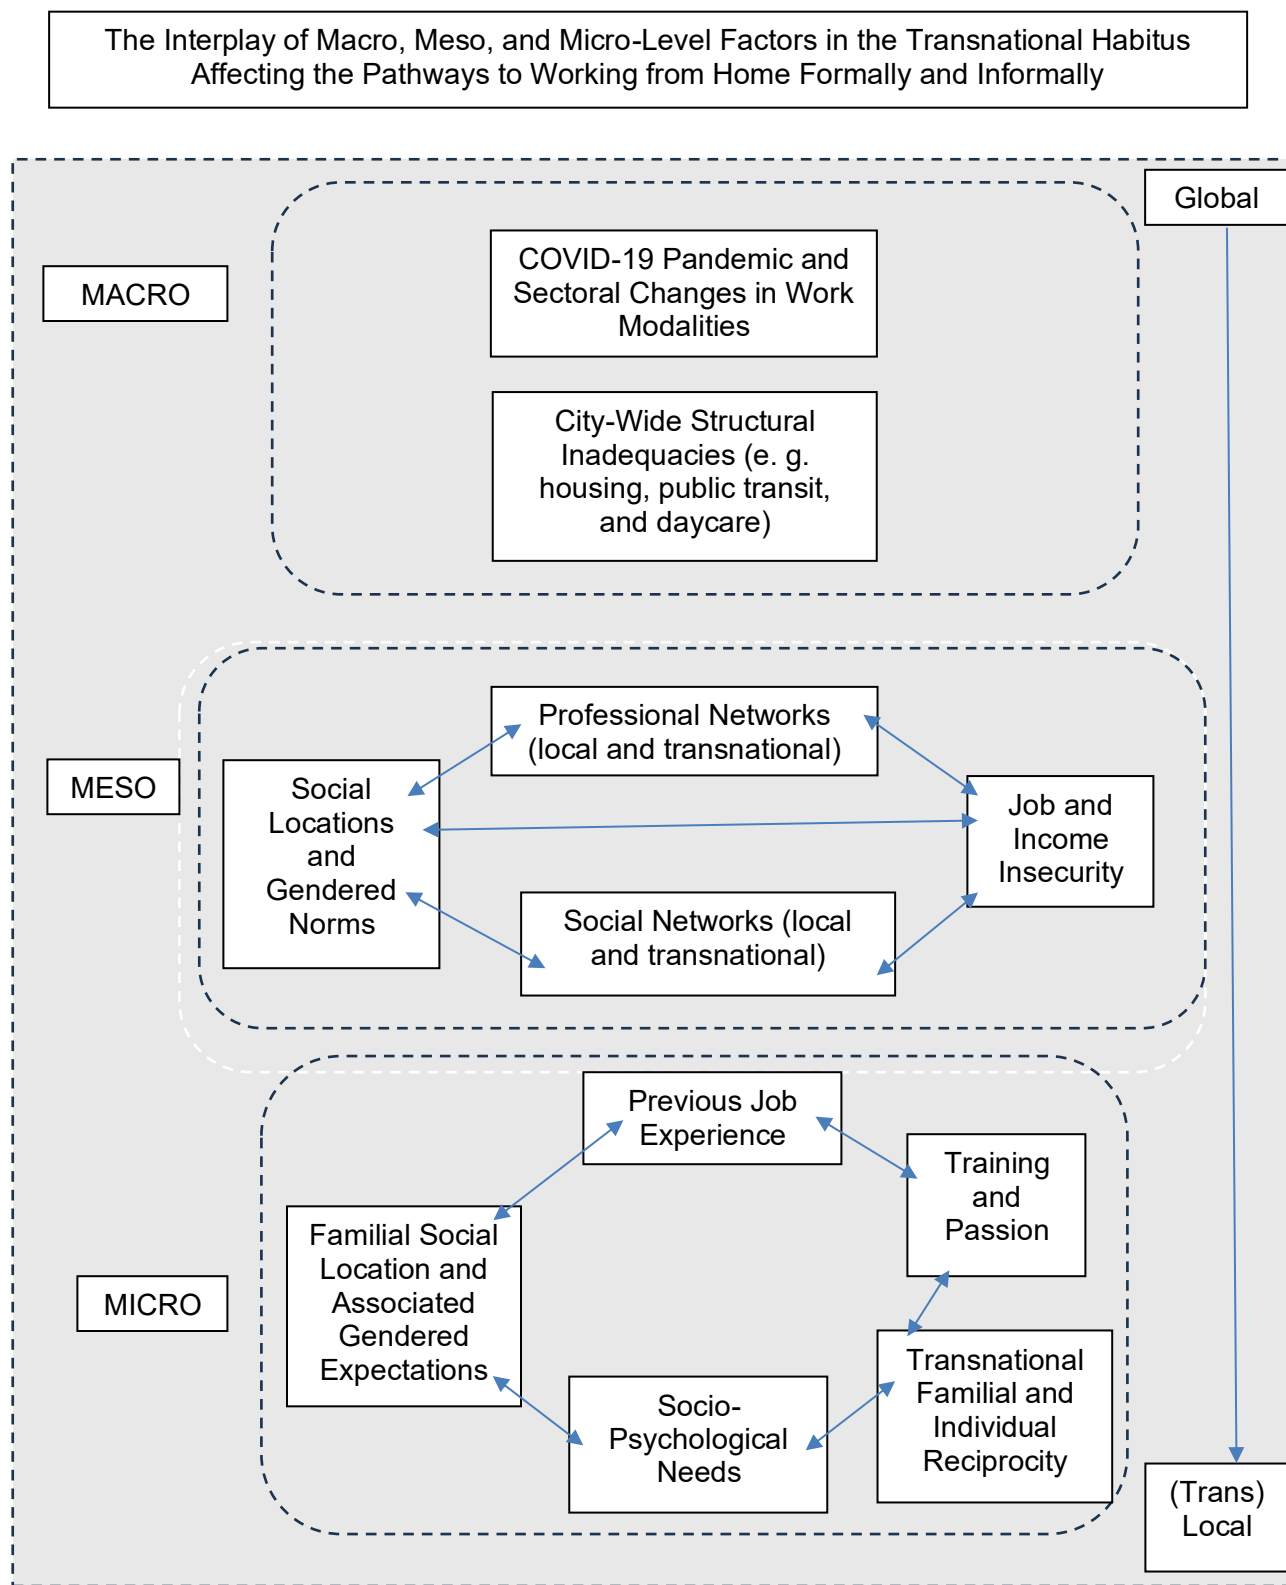 The Interplay of Macro, Meso, and Micro-Level Factors in the Transnational Habitus
Affecting the Pathways to Working from Home Formally and Informally
Global
MACRO
COVID-19 Pandemic and
Sectoral Changes in Work
Modalities
City-Wide Structural
Inadequacies (e. g.
housing, public transit,
and daycare)
MESO
Professional Networks
(local and transnational)
Social
Locations
and
Gendered
Norms
Job and
Income
Insecurity
Social Networks (local
and transnational)
MICRO
Previous Job
Experience
Training
and
Passion
Familial Social
Location and
Associated
Gendered
Expectations
Transnational
Familial and
Individual
Reciprocity
Socio-
Psychological
Needs
(Trans)
Local